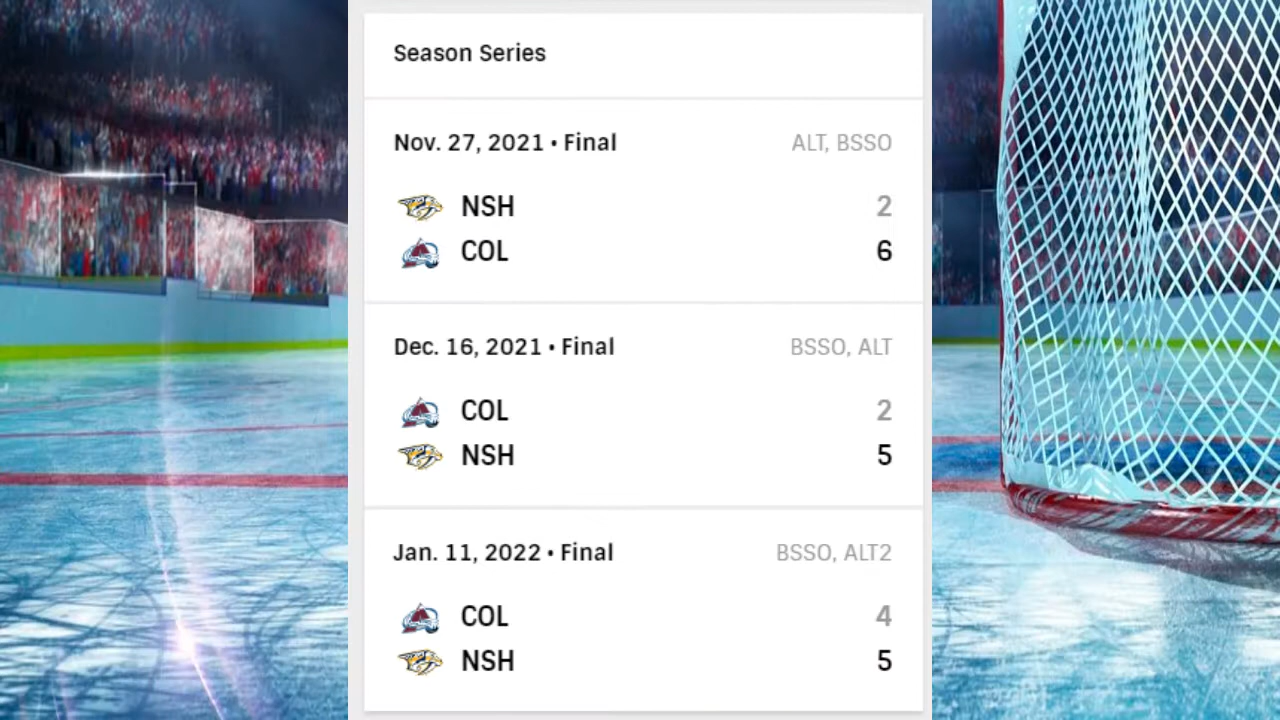 Season Series
Nov. 27, 2021 • Final ALT, BSSO
NSH 2
COL 6
Dec. 16, 2021 • Final BSSO, ALT
COL 2
NSH 5
Jan. 11, 2022 • Final BSSO, ALT2
COL 4
NSH 5